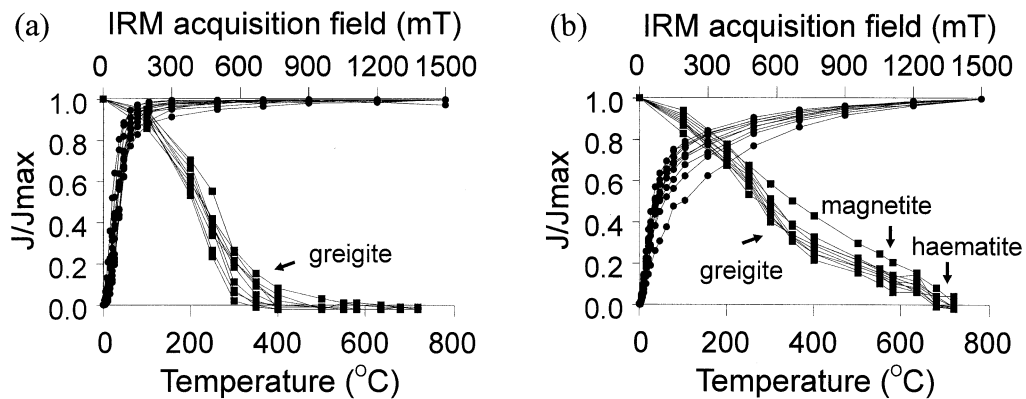 (a) IRM acquisition field (mT)
0 300 600 900 1200 1500
1.0
0.8
0.6
0.4
0.2
0.0
J/Jmax
greigite
0 200 400 600 800
Temperature (°C)
(b) IRM acquisition field (mT)
0 300 600 900 1200 1500
1.0
0.8
0.6
0.4
0.2
0.0
J/Jmax
magnetite
haematite
greigite
0 200 400 600 800
Temperature (°C)